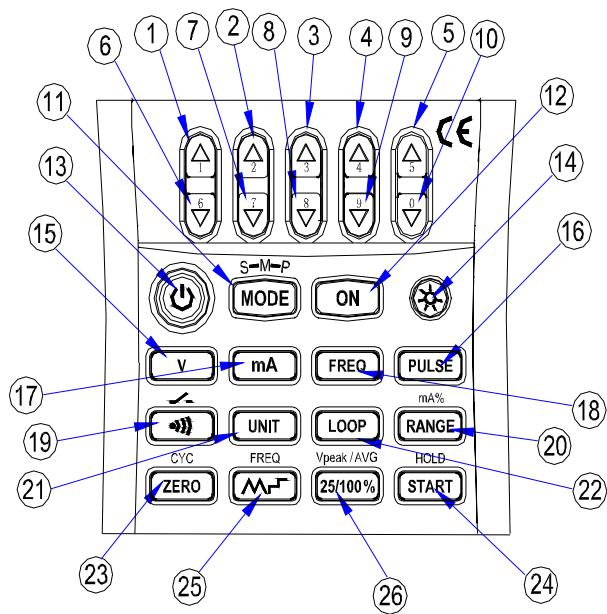 1 7 2 8 3 4 9 5 10
6
11 12
CE
1 2 3 4 5
6 7 8 9 0
13 14
15 16
S-M-P
MODE ON
V mA FREQ PULSE
17 18
mA%
UNIT LOOP RANGE
19 20
21 22
CYC FREQ Vpeak / AVG HOLD
ZERO 25/100% START
23 25 26 24